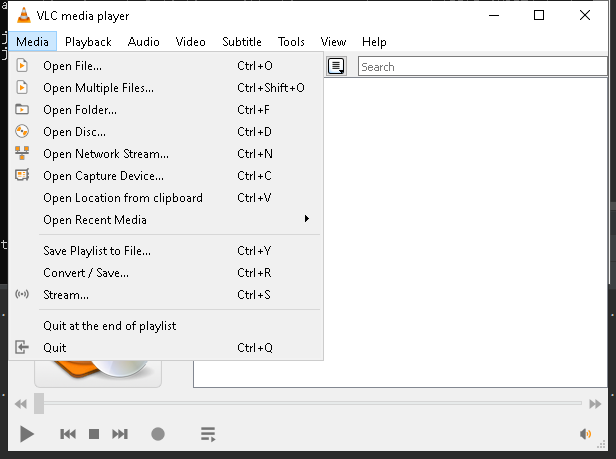 VLC media player
Media Playback Audio Video Subtitle Tools View Help
Open File... Ctrl+O
Open Multiple Files... Ctrl+Shift+O
Open Folder... Ctrl+F
Open Disc... Ctrl+D
Open Network Stream... Ctrl+N
Open Capture Device... Ctrl+C
Open Location from clipboard Ctrl+V
Open Recent Media
Save Playlist to File... Ctrl+Y
Convert / Save... Ctrl+R
Stream... Ctrl+S
Quit at the end of playlist
Quit Ctrl+Q
Search